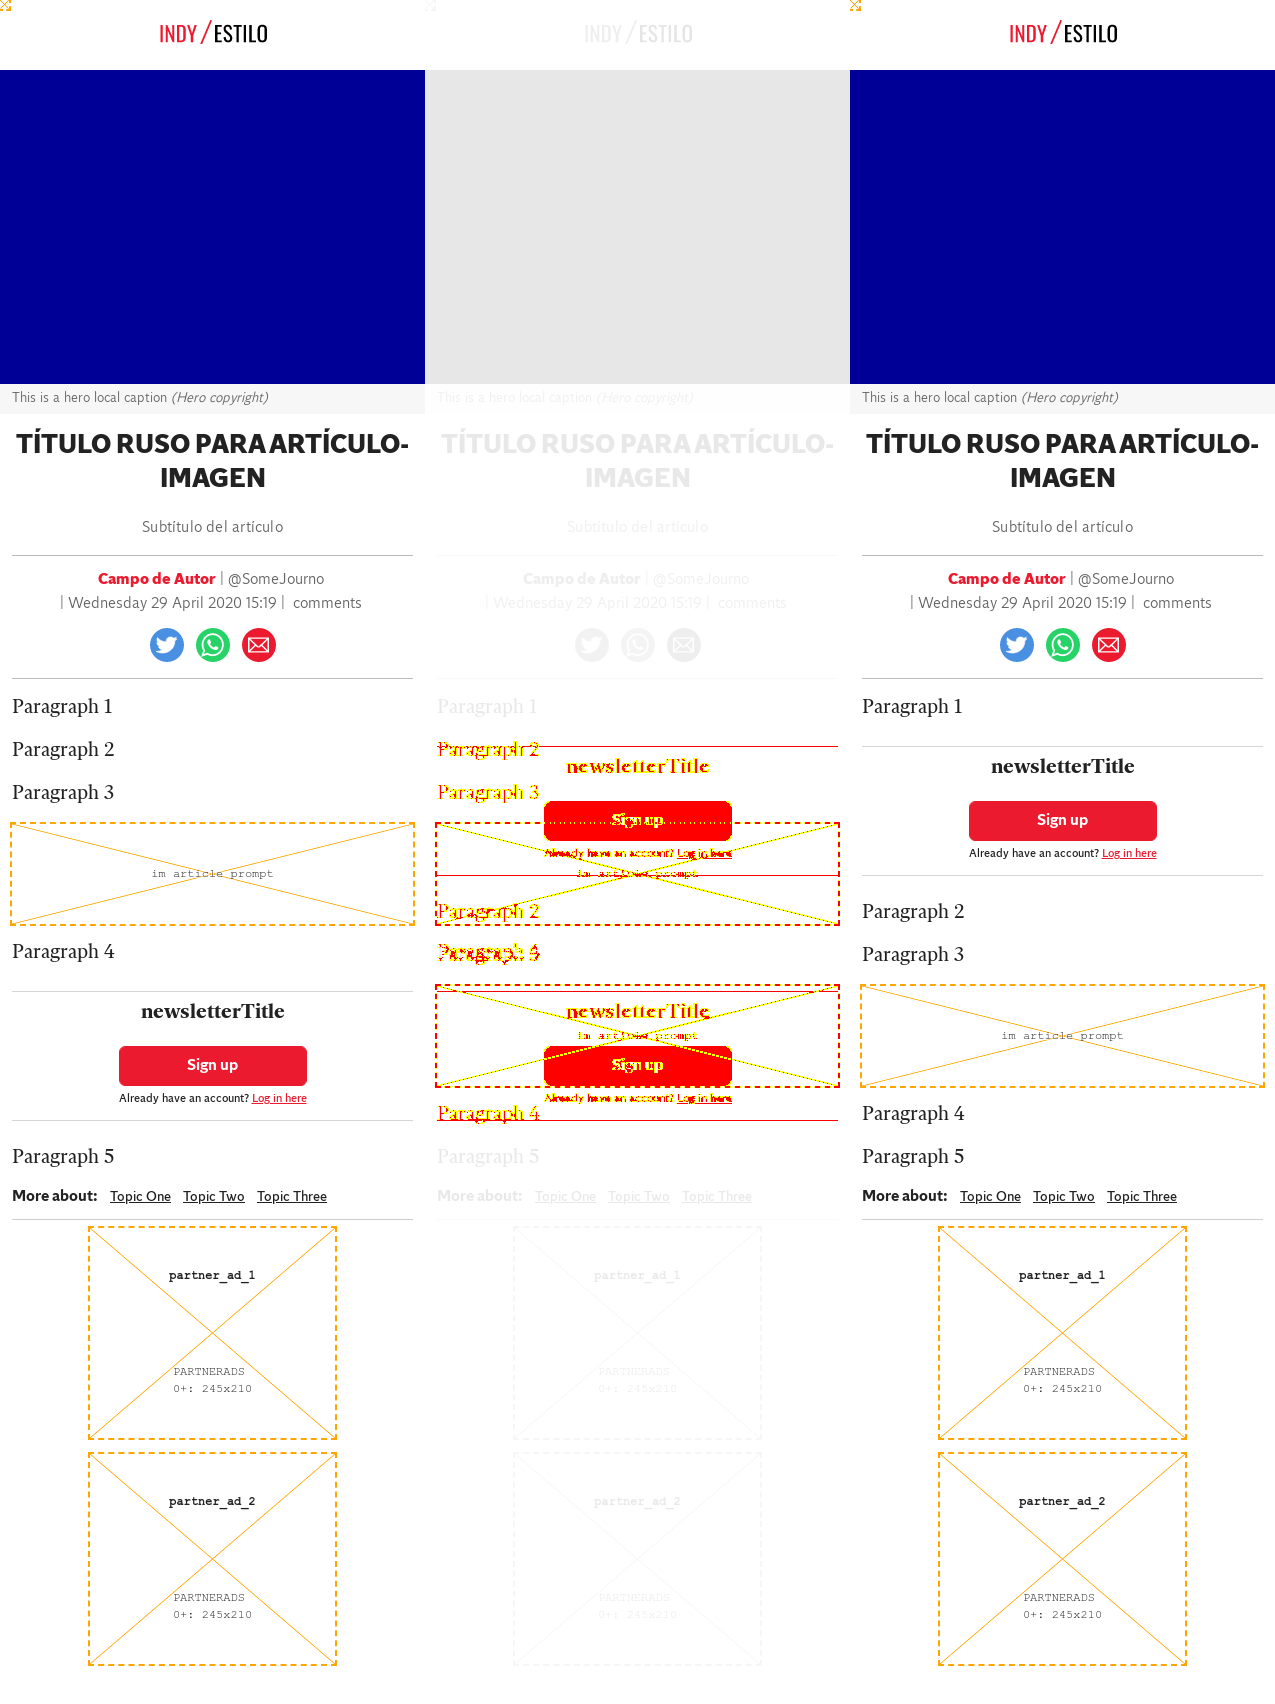 INDY/ESTILO
This is a hero local caption (Hero copyright)
TÍTULO RUSO PARA ARTÍCULO-
IMAGEN
Subtítulo del artículo
Campo de Autor | @SomeJourno
| Wednesday 29 April 2020 15:19 | comments
Paragraph 1
Paragraph 2
Paragraph 3
im article prompt
Paragraph 4
newsletterTitle
Sign up
Already have an account? Log in here
Paragraph 5
More about: Topic One Topic Two Topic Three
partner_ad_1
PARTNERADS
0+: 245x210
partner_ad_2
PARTNERADS
0+: 245x210
INDY/ESTILO
This is a hero local caption (Hero copyright)
TÍTULO RUSO PARA ARTÍCULO-
IMAGEN
Subtítulo del artículo
Campo de Autor | @SomeJourno
| Wednesday 29 April 2020 15:19 | comments
Paragraph 1
Paragraph 2
newsletterTitle
Paragraph 3
Sign up
Already have an account? Log in here
im article prompt
Paragraph 2
newsletterTitle
im article prompt
Sign up
Already have an account? Log in here
Paragraph 4
Paragraph 5
More about: Topic One Topic Two Topic Three
partner_ad_1
PARTNERADS
0+: 245x210
partner_ad_2
PARTNERADS
0+: 245x210
INDY/ESTILO
This is a hero local caption (Hero copyright)
TÍTULO RUSO PARA ARTÍCULO-
IMAGEN
Subtítulo del artículo
Campo de Autor | @SomeJourno
| Wednesday 29 April 2020 15:19 | comments
Paragraph 1
newsletterTitle
Sign up
Already have an account? Log in here
Paragraph 2
Paragraph 3
im article prompt
Paragraph 4
Paragraph 5
More about: Topic One Topic Two Topic Three
partner_ad_1
PARTNERADS
0+: 245x210
partner_ad_2
PARTNERADS
0+: 245x210